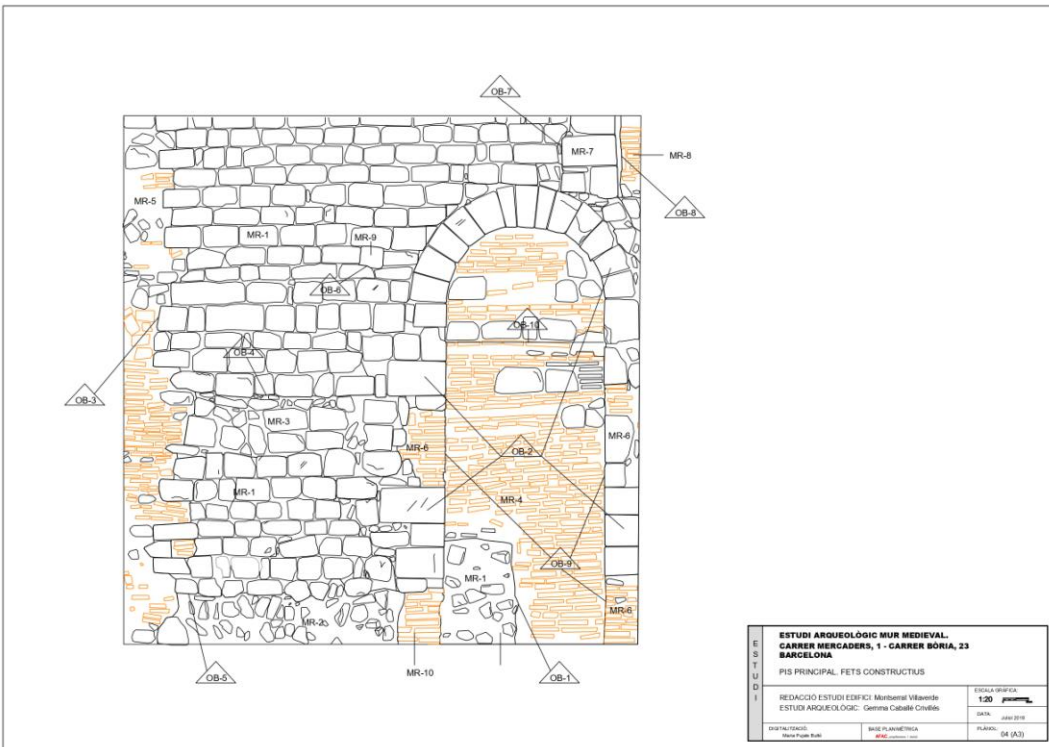 OB-7
MR-7
MR-8
MR-5
OB-8
MR-1
MR-9
OB-6
OB-10
OB-4
OB-3
MR-3
MR-6
MR-6
OB-2
MR-1
MR-4
OB-9
MR-1
MR-6
MR-2
MR-10
OB-5
OB-1
ESTUDI
ESTUDI ARQUEOLÒGIC MUR MEDIEVAL.
CARRER MERCADERS, 1 - CARRER BÒRIA, 23
BARCELONA
PIS PRINCIPAL. FETS CONSTRUCTIUS
REDACCIÓ ESTUDI EDIFICI: Montserrat Villaverde
ESTUDI ARQUEOLÒGIC: Gemma Caballé Crivillés
ESCALA GRÀFICA:
1:20
DATA:
Juliol 2018
DIGITALITZACIÓ:
BASE PLANIMÈTRICA
PLÀNOL:
04 (A3)